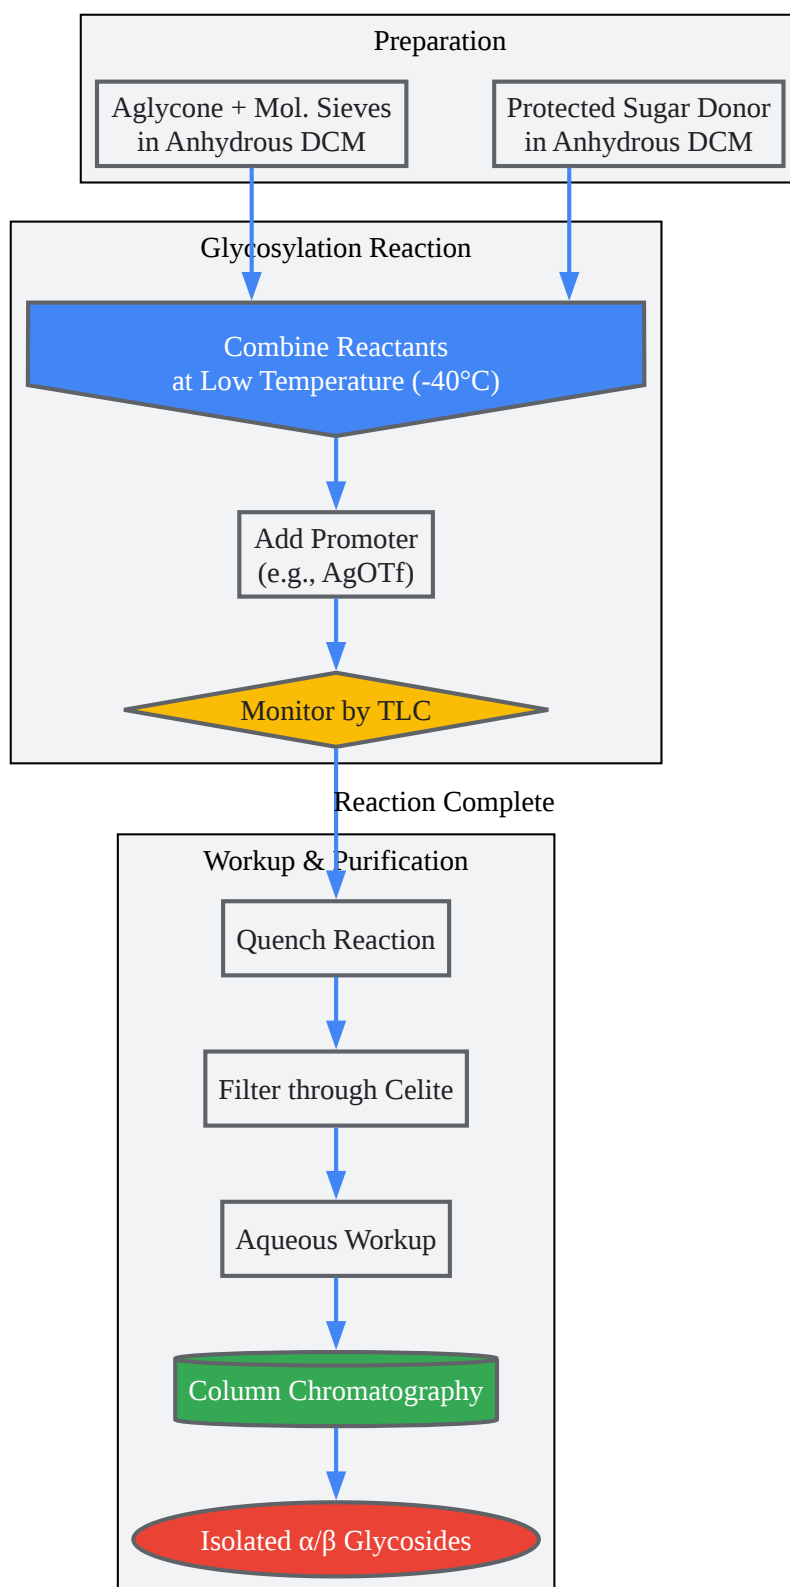 Preparation
Aglycone + Mol. Sieves
in Anhydrous DCM
Protected Sugar Donor
in Anhydrous DCM
Glycosylation Reaction
Combine Reactants
at Low Temperature (-40°C)
Add Promoter
(e.g., AgOTf)
Monitor by TLC
Reaction Complete
Workup & Purification
Quench Reaction
Filter through Celite
Aqueous Workup
Column Chromatography
Isolated α/β Glycosides